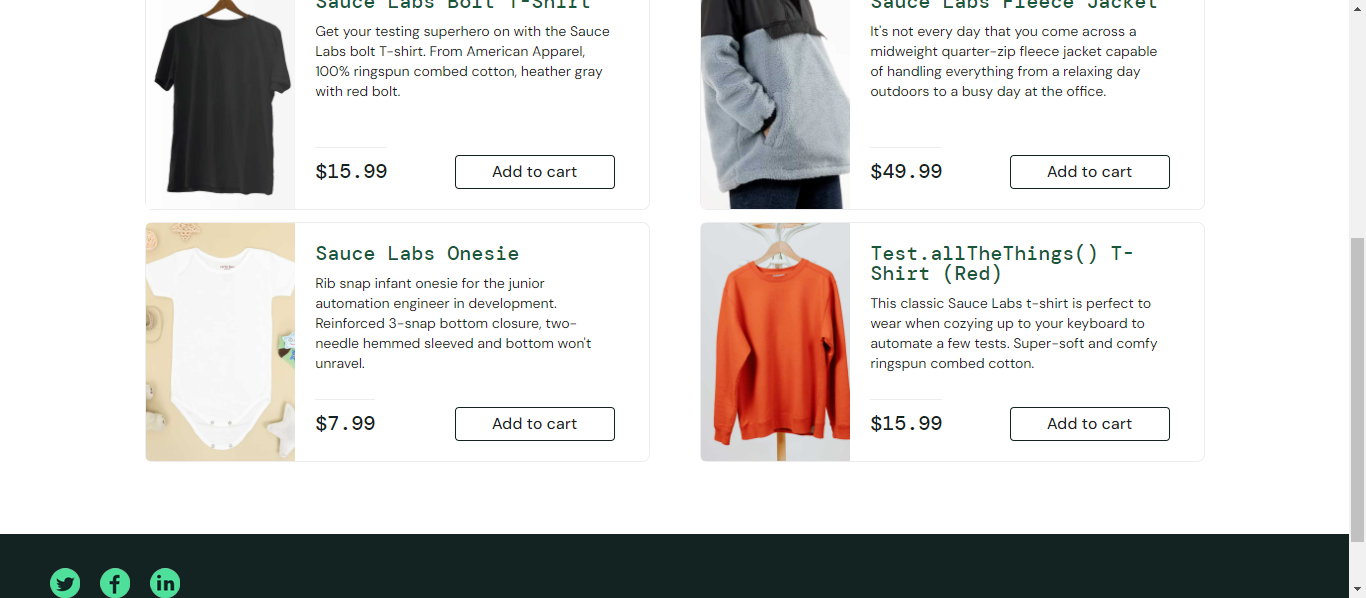 Sauce Labs Bolt T-Shirt
Get your testing superhero on with the Sauce
Labs bolt T-shirt. From American Apparel,
100% ringspun combed cotton, heather gray
with red bolt.
$15.99
Add to cart
Sauce Labs Fleece Jacket
It's not every day that you come across a
midweight quarter-zip fleece jacket capable
of handling everything from a relaxing day
outdoors to a busy day at the office.
$49.99
Add to cart
Sauce Labs Onesie
Rib snap infant onesie for the junior
automation engineer in development.
Reinforced 3-snap bottom closure, two-
needle hemmed sleeved and bottom won't
unravel.
$7.99
Add to cart
Test.allTheThings() T-
Shirt (Red)
This classic Sauce Labs t-shirt is perfect to
wear when cozying up to your keyboard to
automate a few tests. Super-soft and comfy
ringspun combed cotton.
$15.99
Add to cart